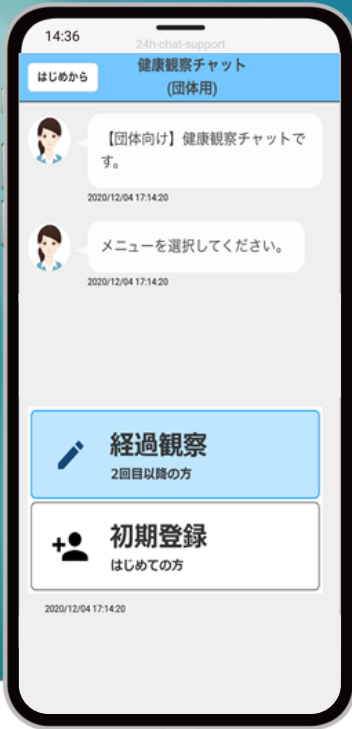 14:36
24h-chat-support
はじめから
健康観察チャット
(団体用)
【団体向け】健康観察チャットで
す。
2020/12/04 17:14:20
メニューを選択してください。
2020/12/04 17:14:20
経過観察
2回目以降の方
初期登録
はじめての方
2020/12/04 17:14:20